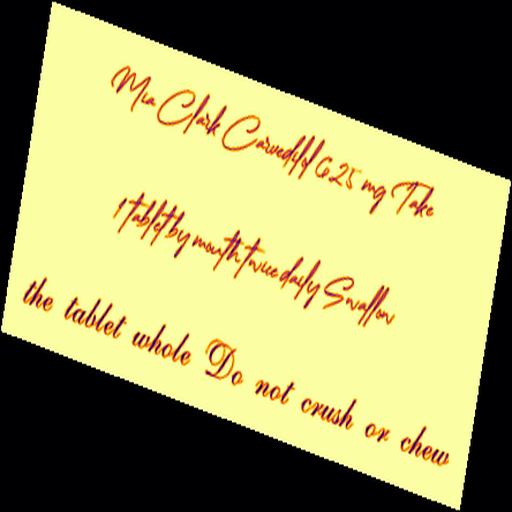 Mia Clark Carvedilol 6.25 mg Take
1 tablet by mouth twice daily Swallow
the tablet whole Do not crush or chew